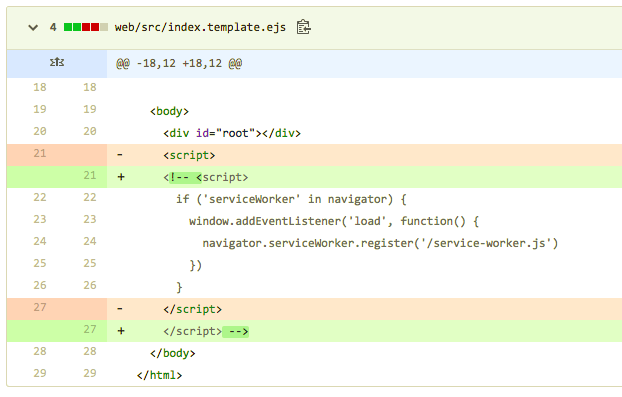 4 web/src/index.template.ejs
@@ -18,12 +18,12 @@
18 18
19 19 <body>
20 20 <div id="root"></div>
21 - <script>
21 + <!-- <script>
22 22 if ('serviceWorker' in navigator) {
23 23 window.addEventListener('load', function() {
24 24 navigator.serviceWorker.register('/service-worker.js')
25 25 })
26 26 }
27 - </script>
27 + </script> -->
28 28 </body>
29 29 </html>